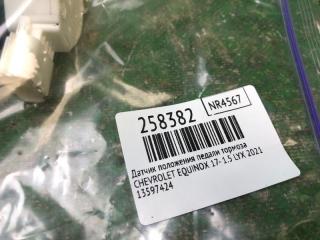 258382
NR4567
Датчик положения педали тормоза
CHEVROLET EQUINOX 17- 1.5 LYX 2021
13597424